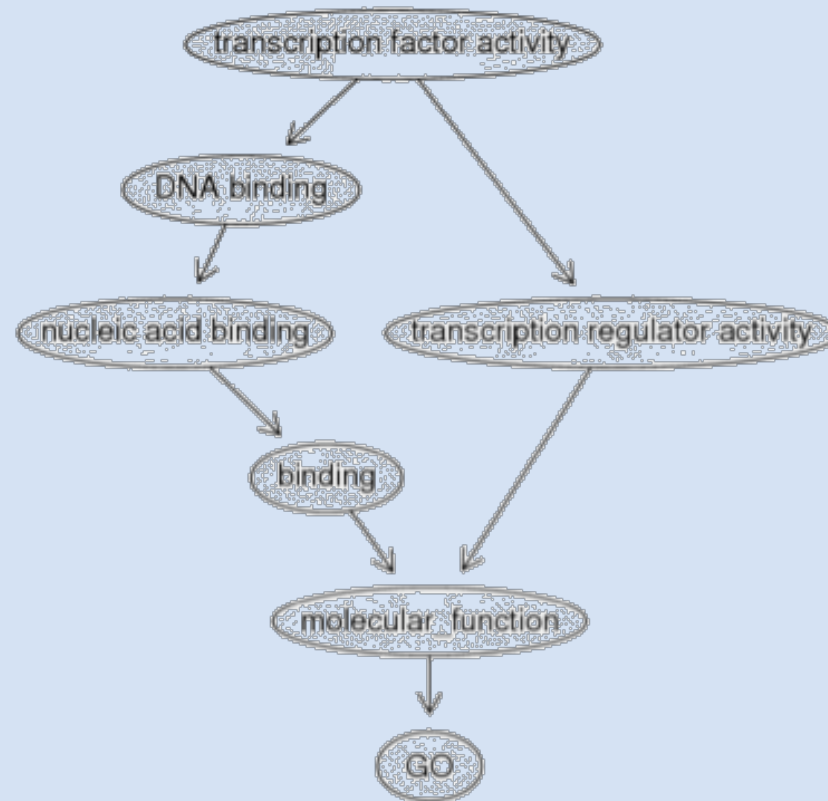 transcription factor activity
DNA binding
nucleic acid binding
transcription regulator activity
binding
molecular_function
GO